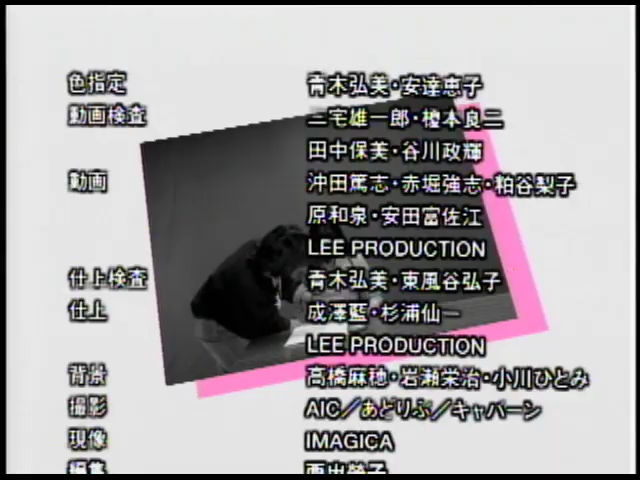 色指定 青木弘美・安達恵子
動画検査 三宅雄一郎・榎本良二
田中保美・谷川政輝
動画 沖田篤志・赤堀強志・粕谷梨子
原和泉・安田富佐江
LEE PRODUCTION
仕上検査 青木弘美・東風谷弘子
仕上 成澤藍・杉浦仙一
LEE PRODUCTION
背景 高橋麻穂・岩瀬栄治・小川ひとみ
撮影 AIC／あどりぶ／キャバーン
現像 IMAGICA
編集